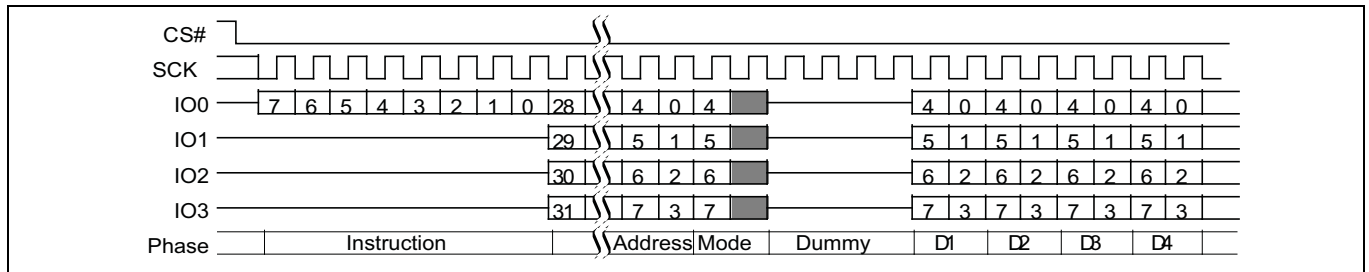 CS#
SCK
IO0 7 6 5 4 3 2 1 0 28 4 0 4 4 0 4 0 4 0 4 0
IO1 29 5 1 5 5 1 5 1 5 1 5 1
IO2 30 6 2 6 6 2 6 2 6 2 6 2
IO3 31 7 3 7 7 3 7 3 7 3 7 3
Phase Instruction Address Mode Dummy D1 D2 D3 D4